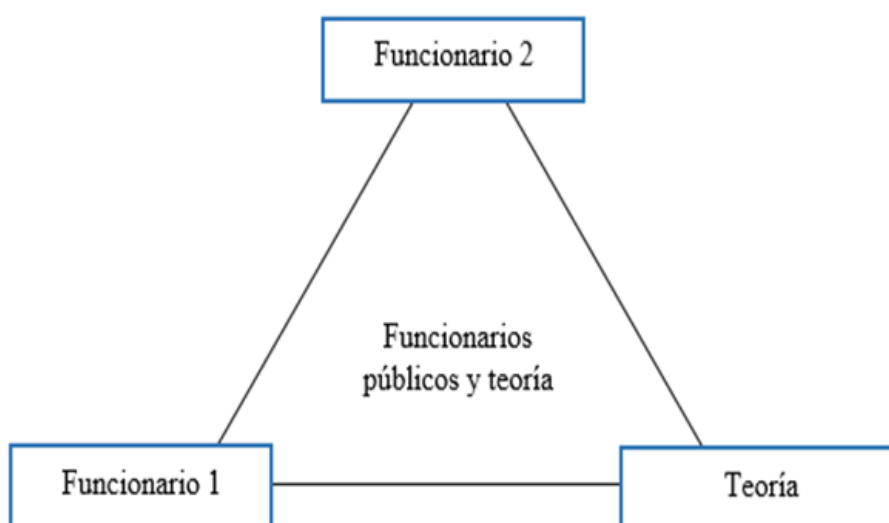 Funcionario 2
Funcionarios
públicos y teoría
Funcionario 1
Teoría